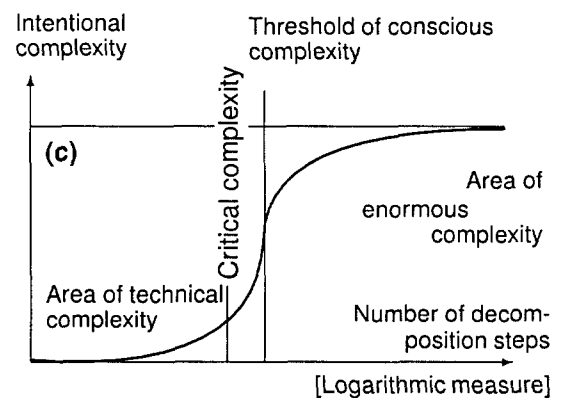 Intentional
complexity
Threshold of conscious
complexity
Critical complexity
(c)
Area of
enormous
complexity
Area of technical
complexity
Number of decom-
position steps
[Logarithmic measure]